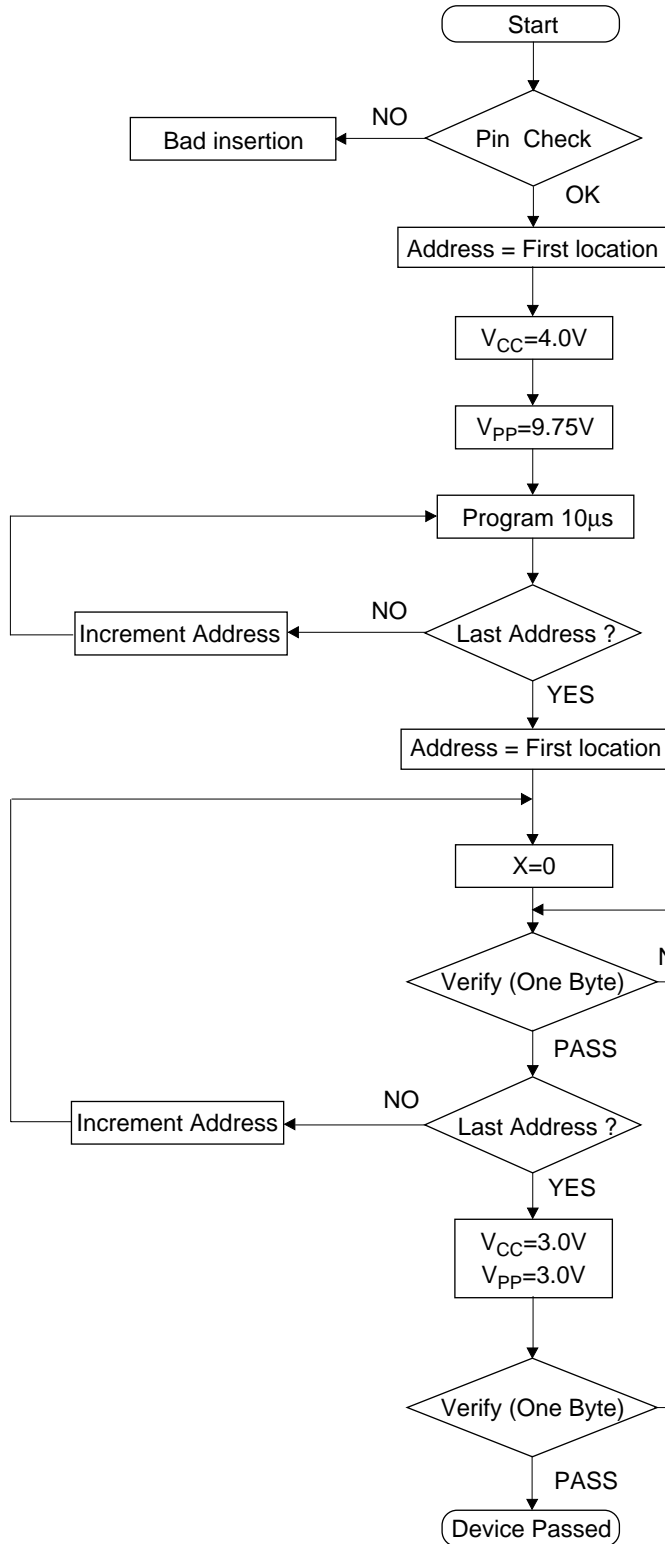 Start
NO
Pin Check
Bad insertion
OK
Address = First location
VCC=4.0V
VPP=9.75V
Program 10μs
NO
Last Address ?
Increment Address
YES
Address = First location
X=0
Verify (One Byte)
PASS
NO
Last Address ?
Increment Address
YES
VCC=3.0V
VPP=3.0V
Verify (One Byte)
PASS
Device Passed